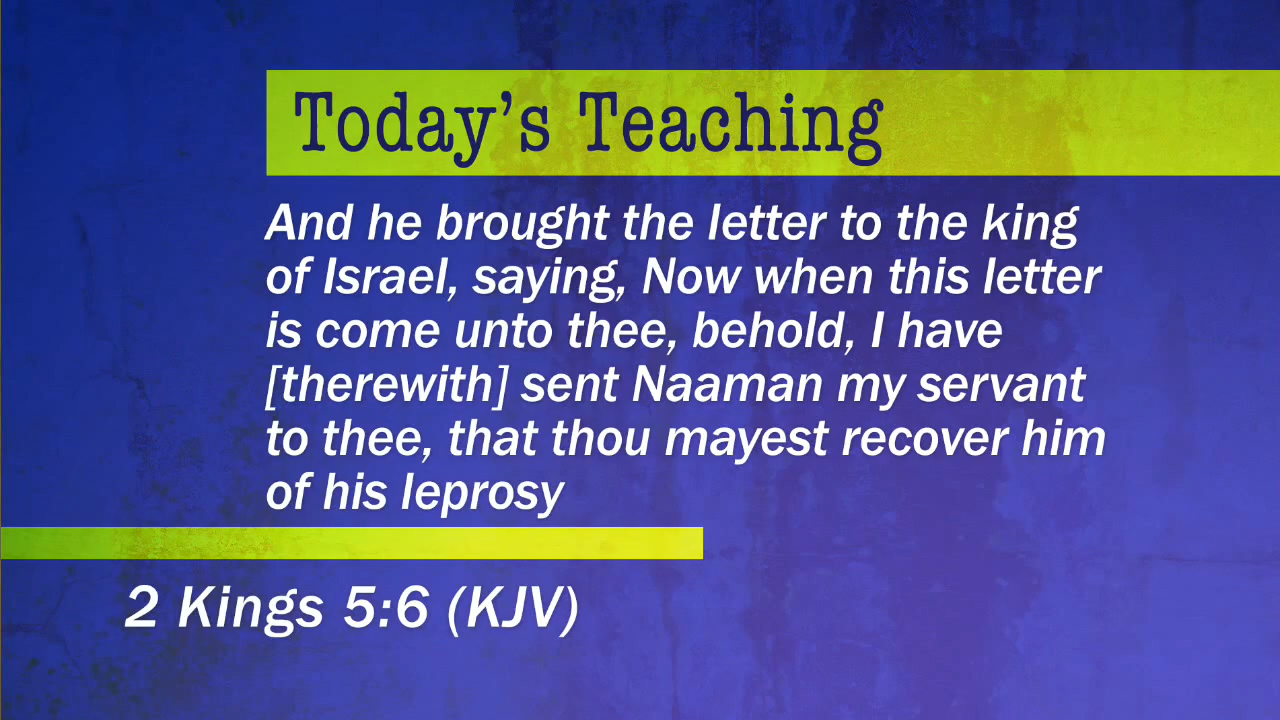 Today’s Teaching
And he brought the letter to the king
of Israel, saying, Now when this letter
is come unto thee, behold, I have
[therewith] sent Naaman my servant
to thee, that thou mayest recover him
of his leprosy
2 Kings 5:6 (KJV)